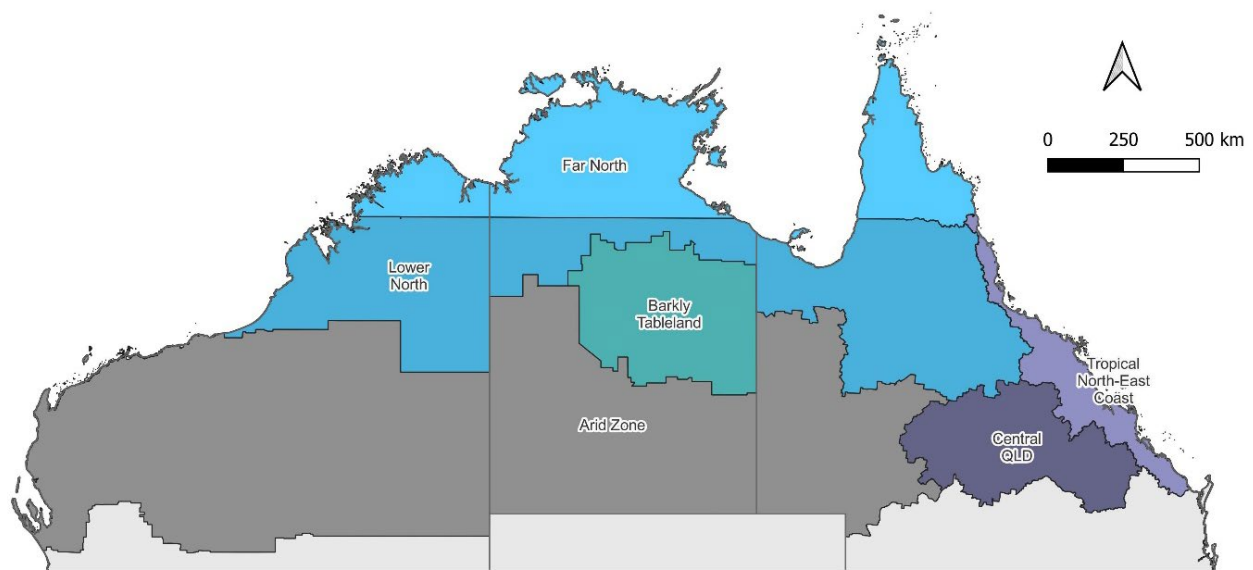 0 250 500 km
Far North
Lower
North
Barkly
Tableland
Tropical
North-East
Coast
Arid Zone
Central
QLD